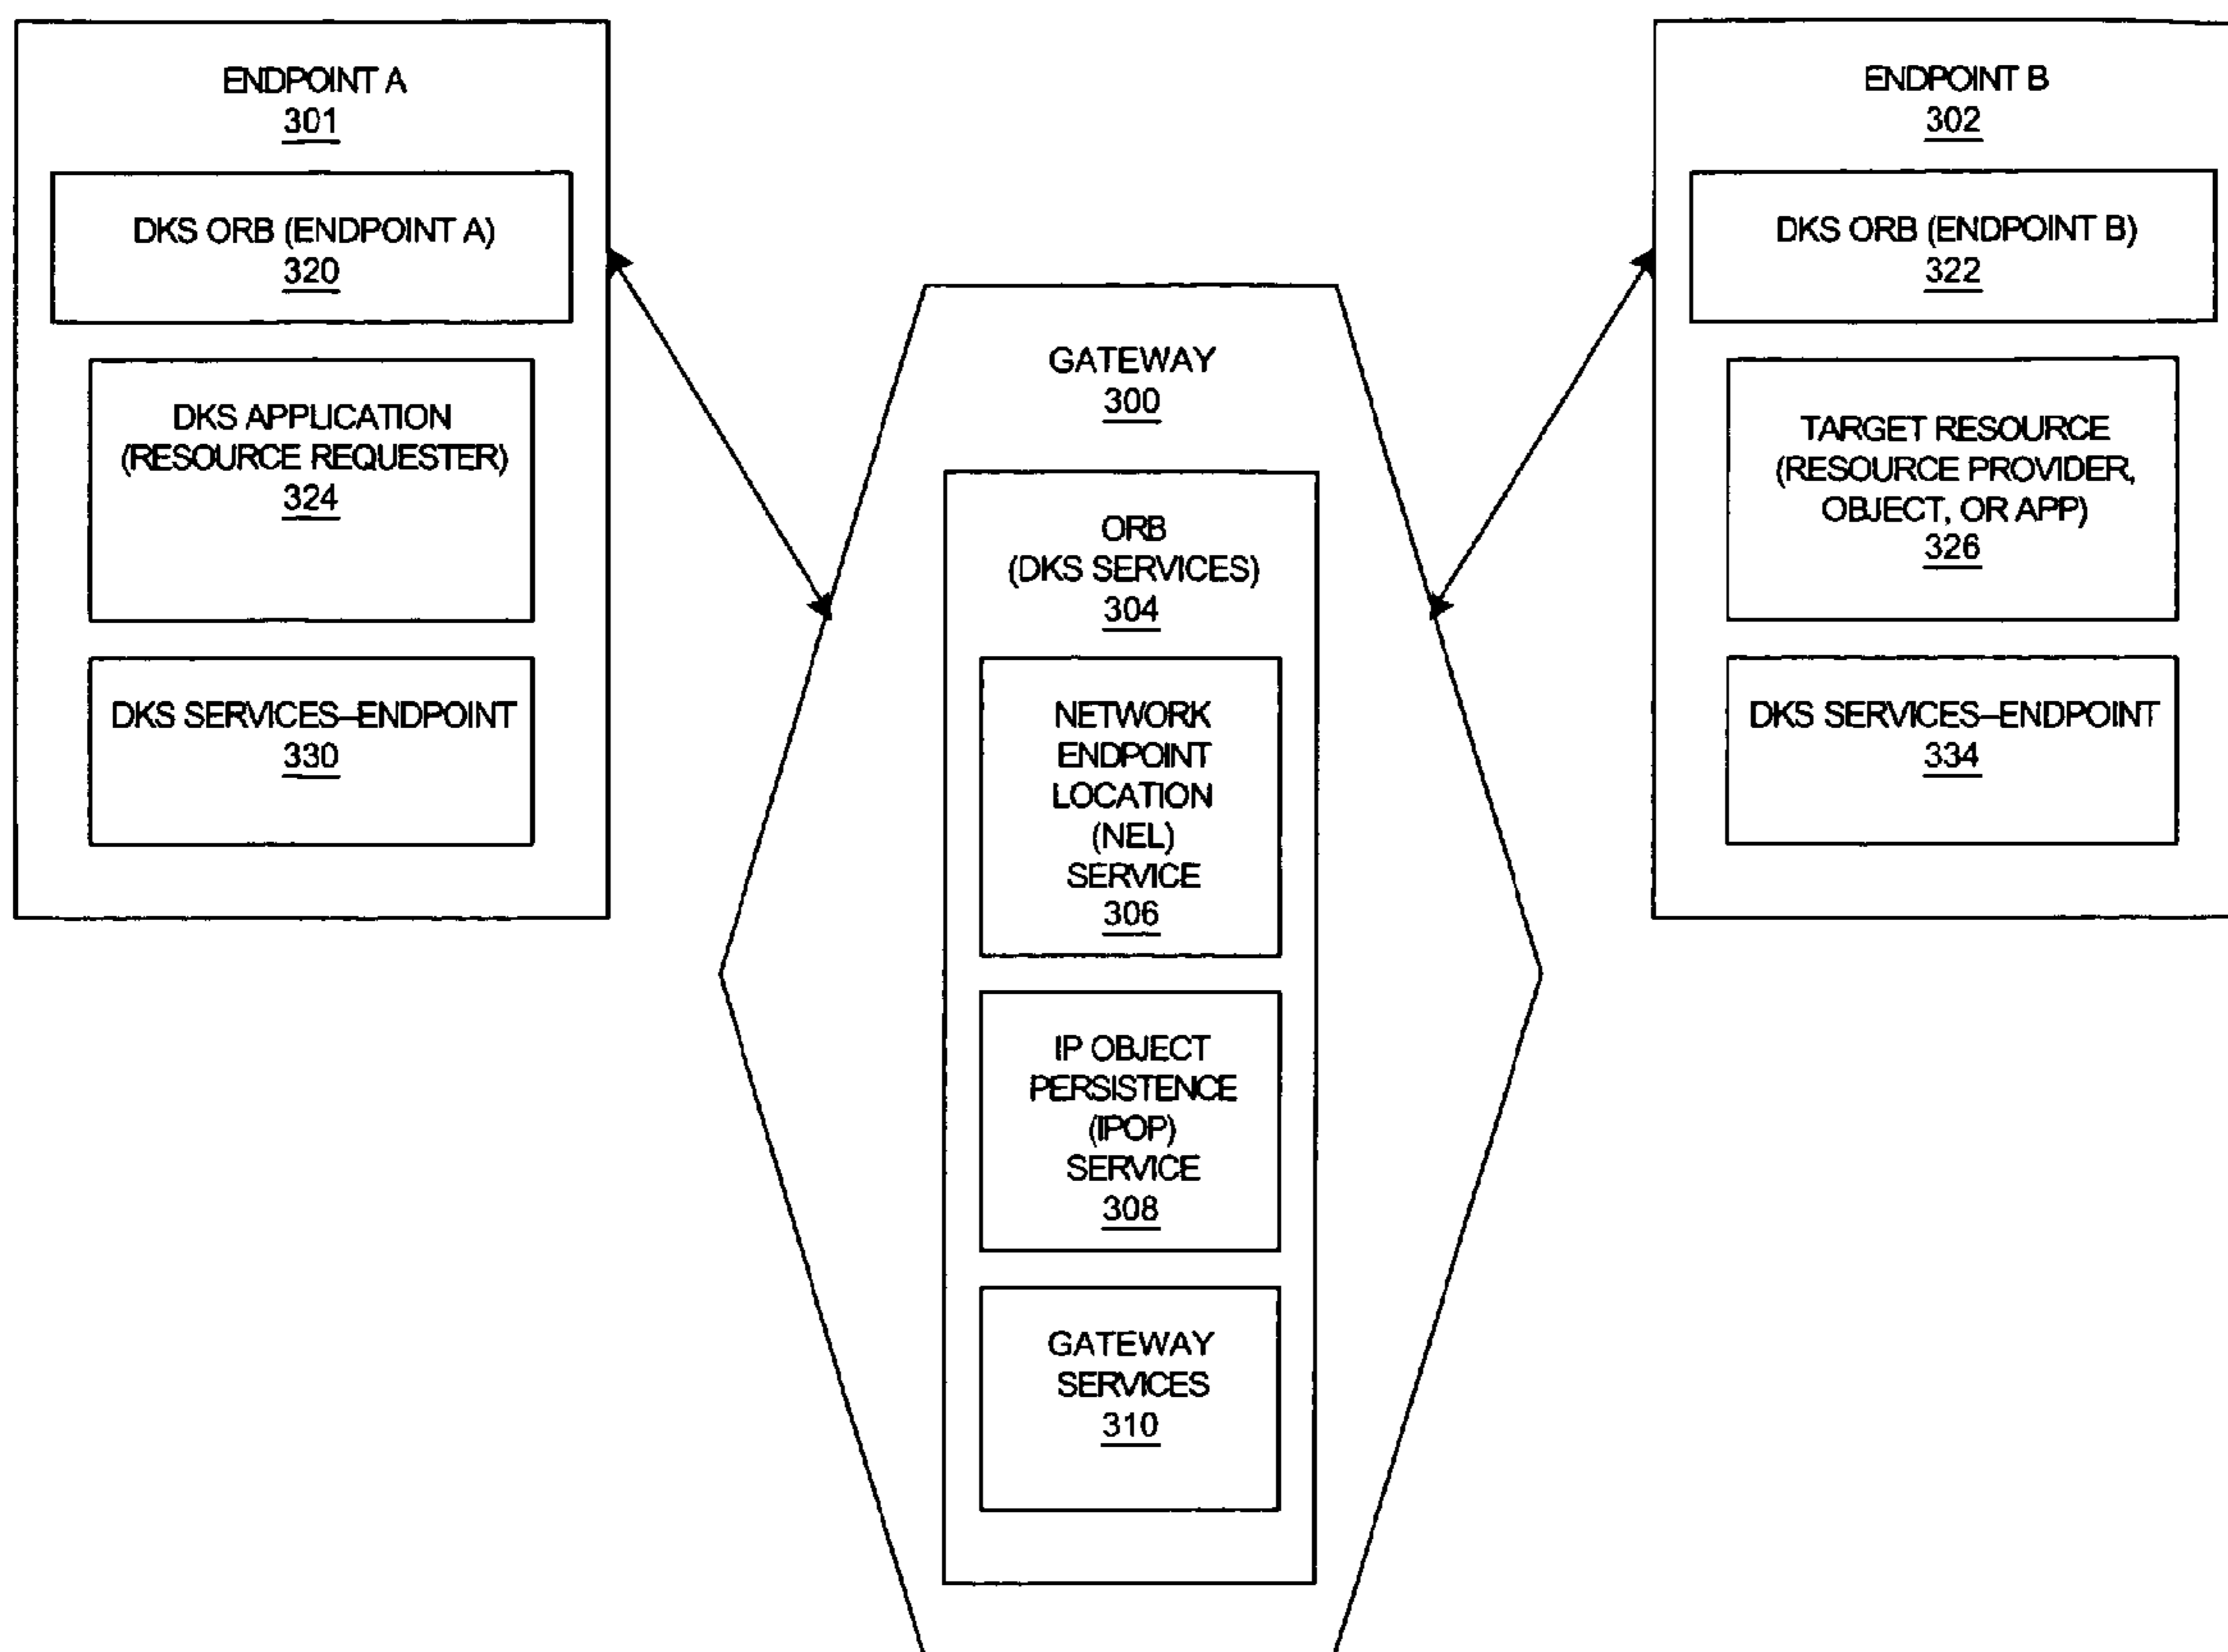 ENDPOINT A
301
DKS ORB (ENDPOINT A)
320
DKS APPLICATION
(RESOURCE REQUESTER)
324
DKS SERVICES–ENDPOINT
330
GATEWAY
300
ORB
(DKS SERVICES)
304
NETWORK
ENDPOINT
LOCATION
(NEL)
SERVICE
306
IP OBJECT
PERSISTENCE
(IPOP)
SERVICE
308
GATEWAY
SERVICES
310
ENDPOINT B
302
DKS ORB (ENDPOINT B)
322
TARGET RESOURCE
(RESOURCE PROVIDER,
OBJECT, OR APP)
326
DKS SERVICES–ENDPOINT
334